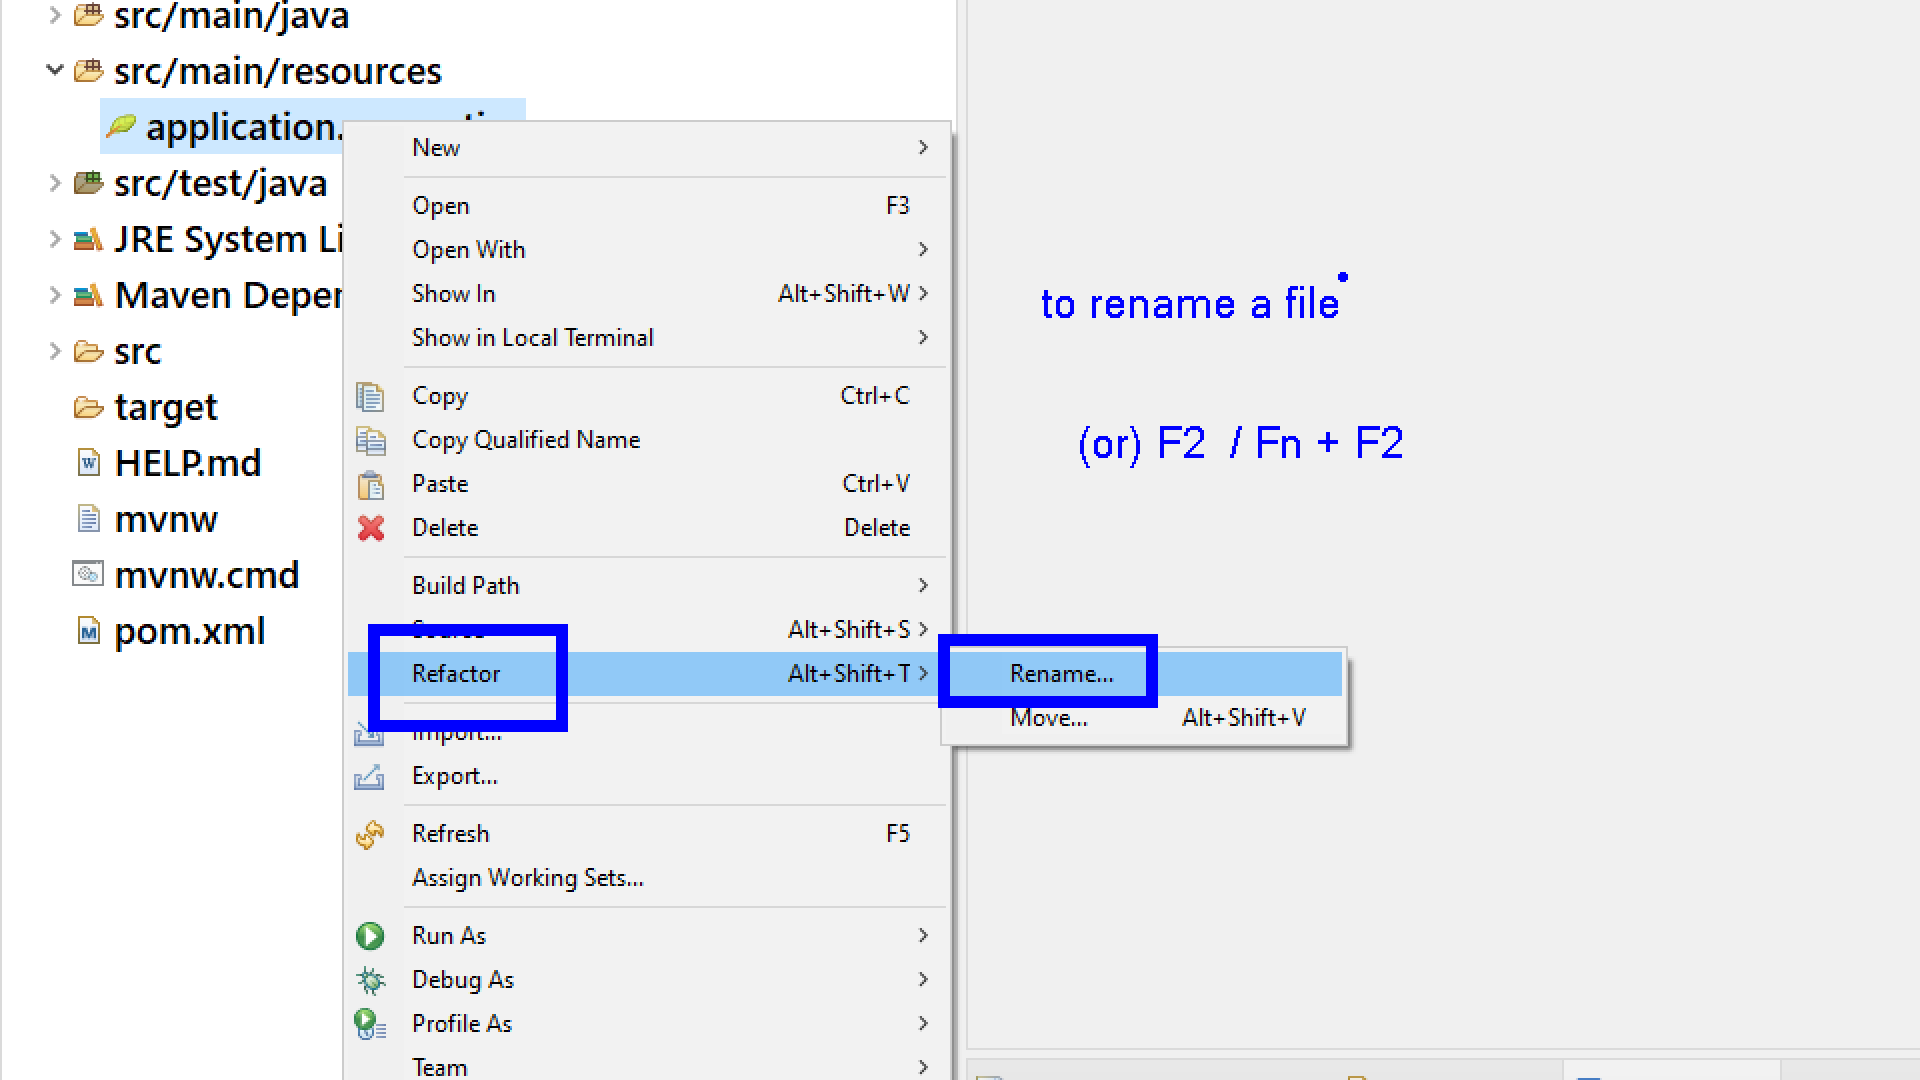 src/main/java
src/main/resources
application.
src/test/java
JRE System Li
Maven Depen
src
target
HELP.md
mvnw
mvnw.cmd
pom.xml
New
Open F3
Open With
Show In Alt+Shift+W
Show in Local Terminal
Copy Ctrl+C
Copy Qualified Name
Paste Ctrl+V
Delete Delete
Build Path
Source Alt+Shift+S
Refactor Alt+Shift+T
Import...
Export...
Refresh F5
Assign Working Sets...
Run As
Debug As
Profile As
Team
Rename...
Move... Alt+Shift+V
to rename a file
(or) F2 / Fn + F2